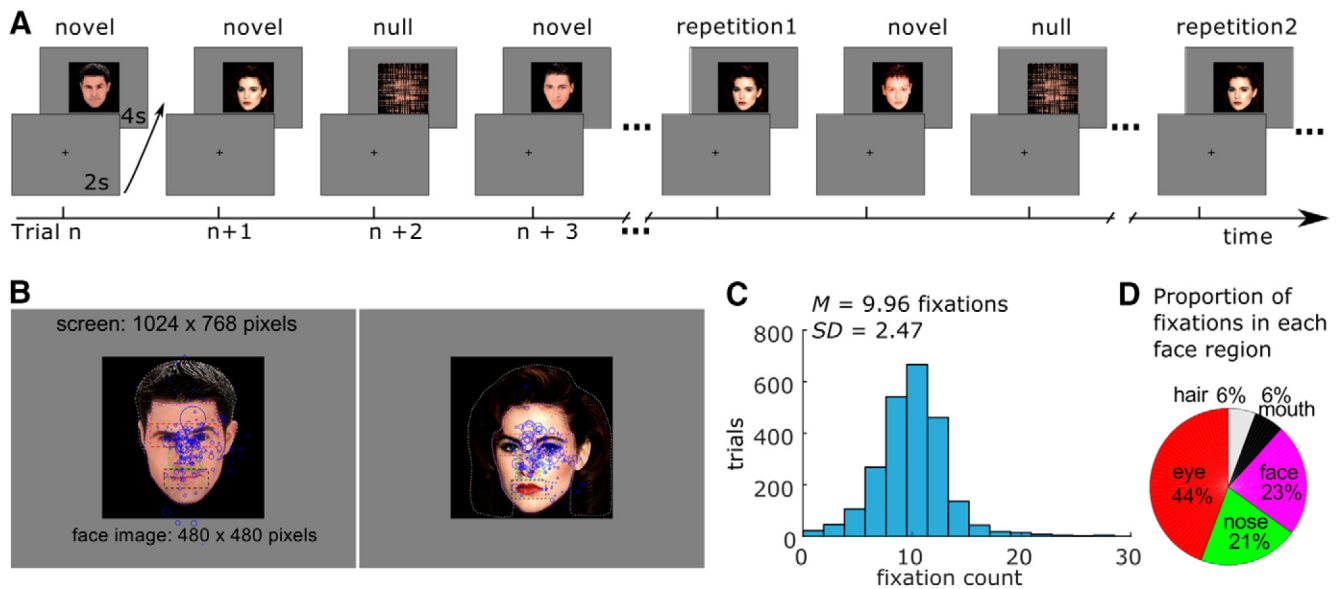 A
novel novel null novel repetition1 novel null repetition2
4s
2s
Trial n n+1 n +2 n + 3 time
B
screen: 1024 x 768 pixels
face image: 480 x 480 pixels
C
M = 9.96 fixations
SD = 2.47
800
600
400
200
0
trials
0 10 20 30
fixation count
D Proportion of
fixations in each
face region
hair 6% 6%
mouth
eye
44%
face
23%
nose
21%